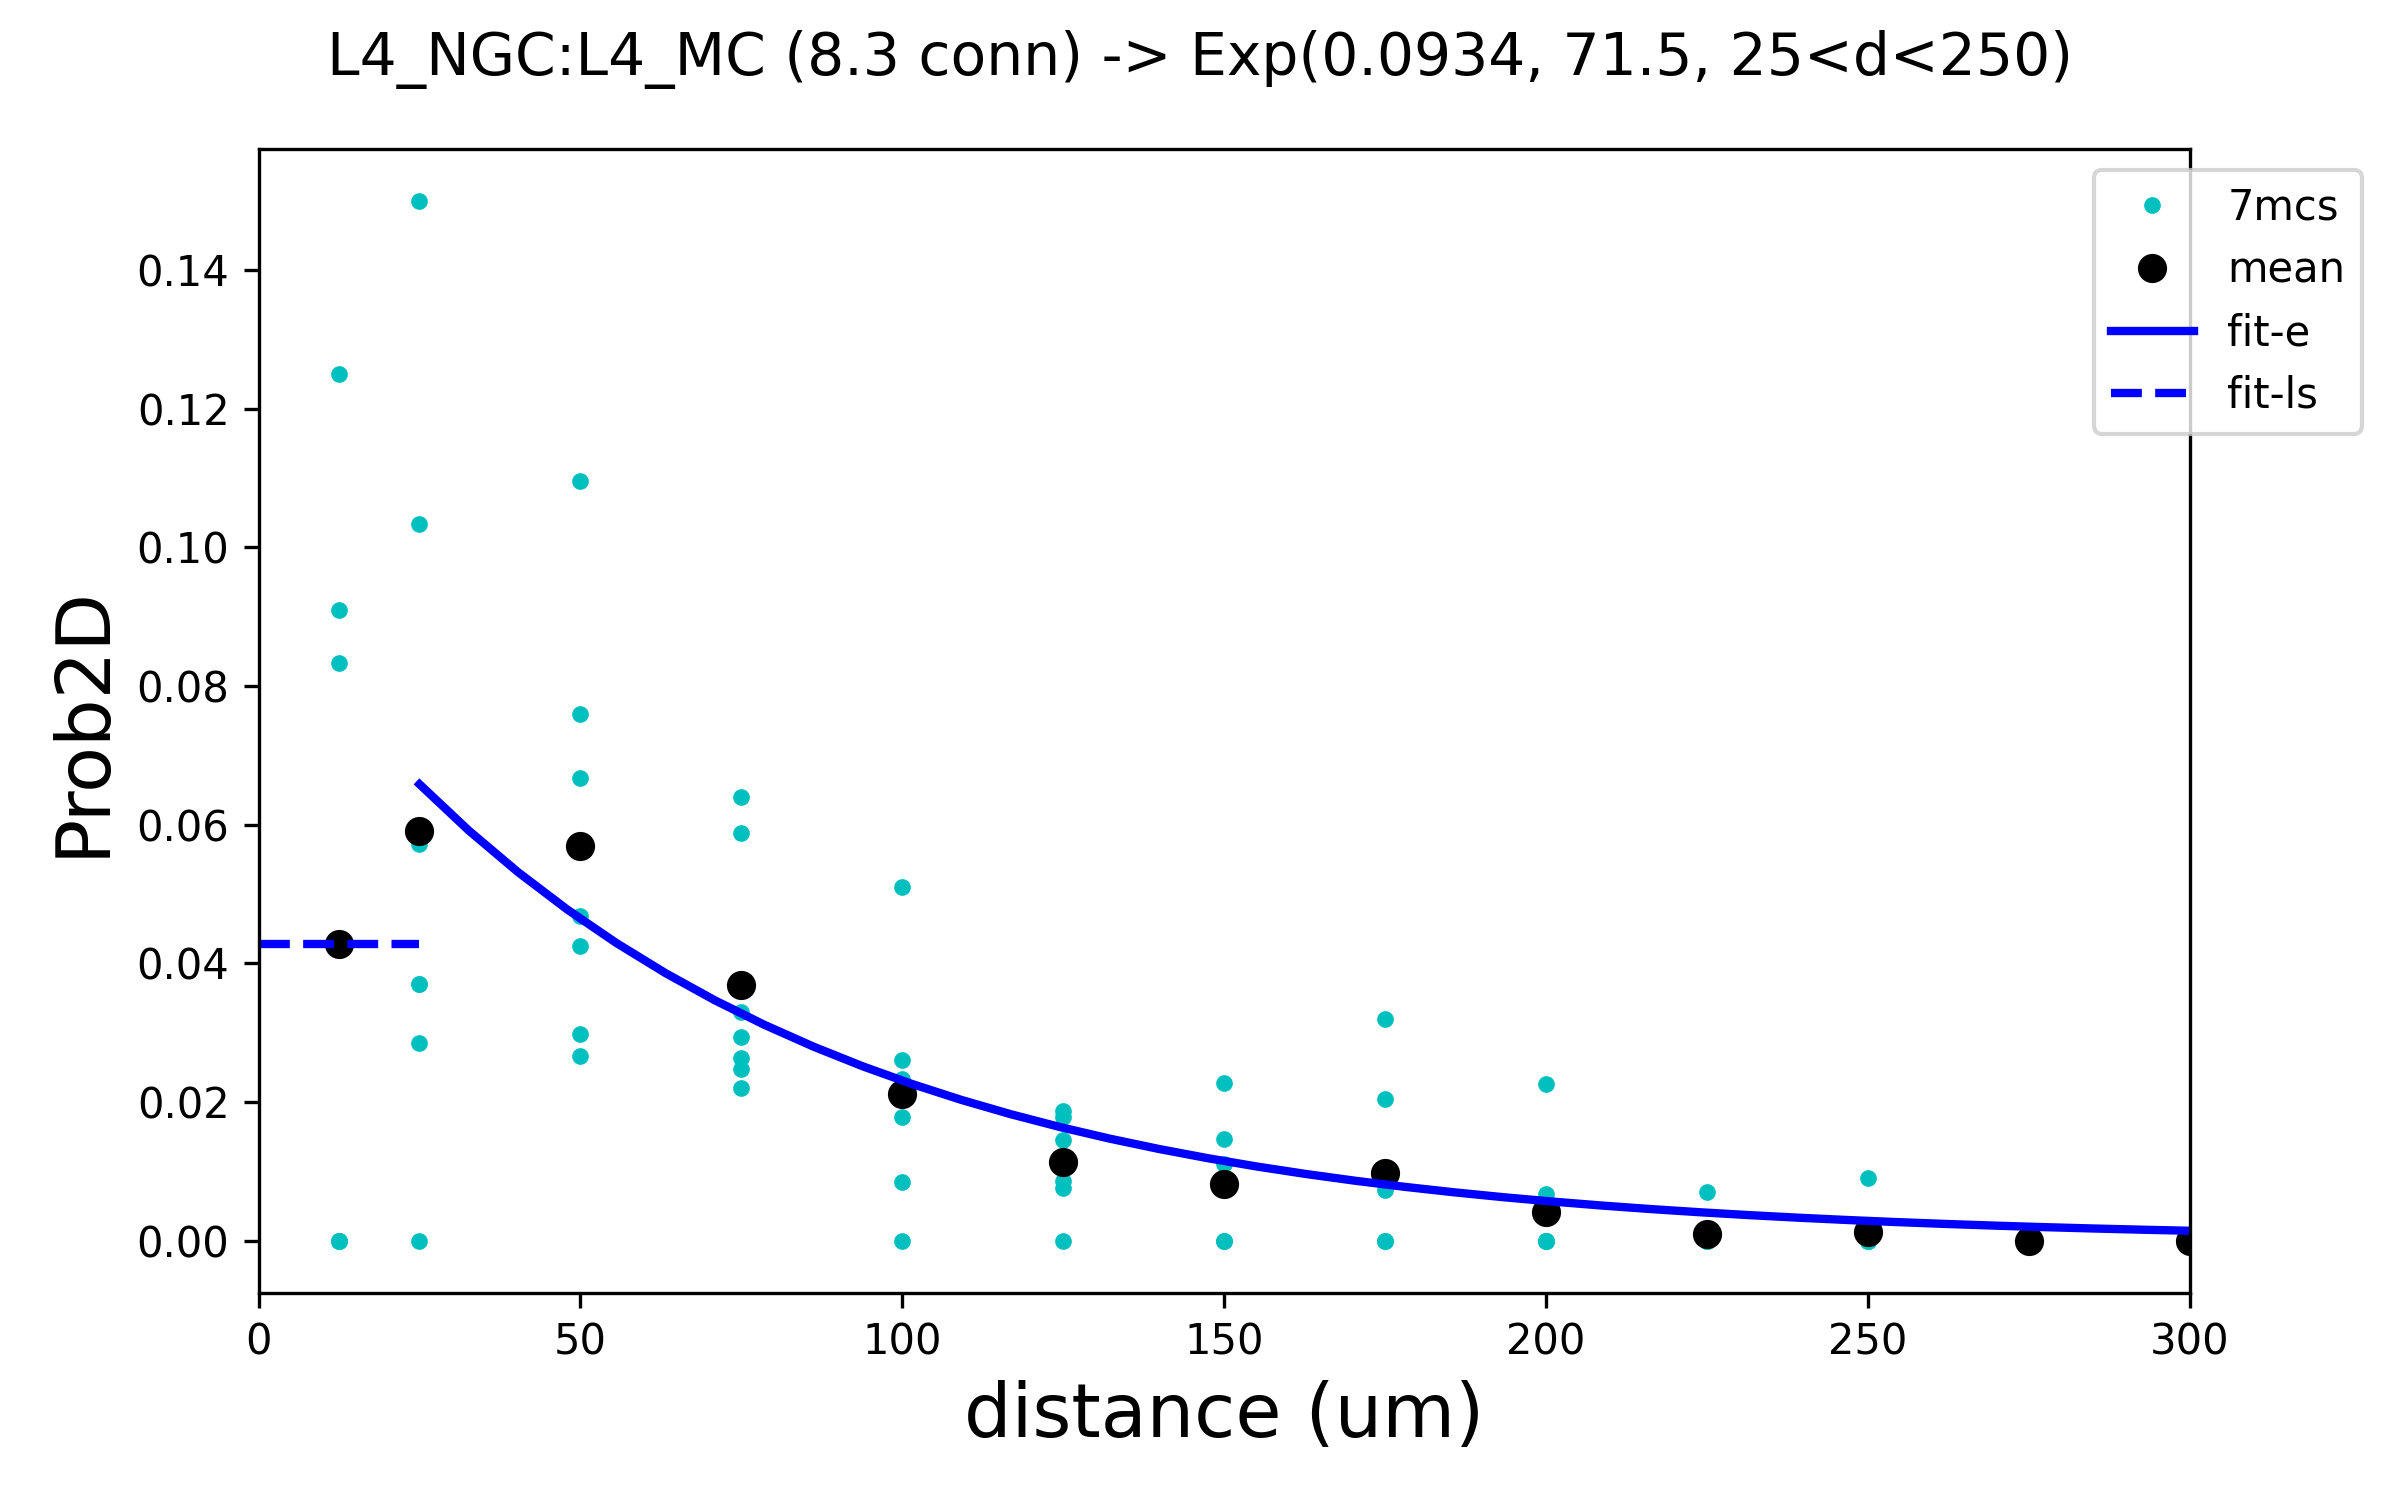 L4_NGC:L4_MC (8.3 conn) -> Exp(0.0934, 71.5, 25<d<250)
7mcs
mean
fit-e
fit-ls
Prob2D
0.14
0.12
0.10
0.08
0.06
0.04
0.02
0.00
0 50 100 150 200 250 300
distance (um)